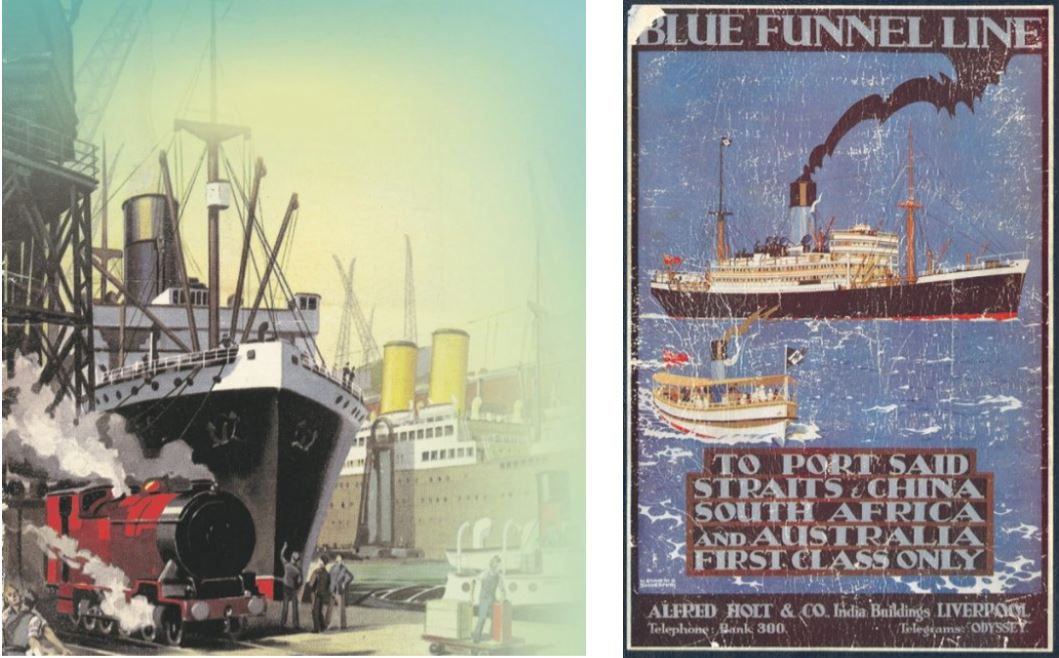 BLUE FUNNEL LINE
TO PORT SAID
STRAITS & CHINA
SOUTH AFRICA
AND AUSTRALIA
FIRST CLASS ONLY
ALFRED HOLT & CO. India Buildings LIVERPOOL
Telephone: Bank 300. Telegrams: ODYSSEY.